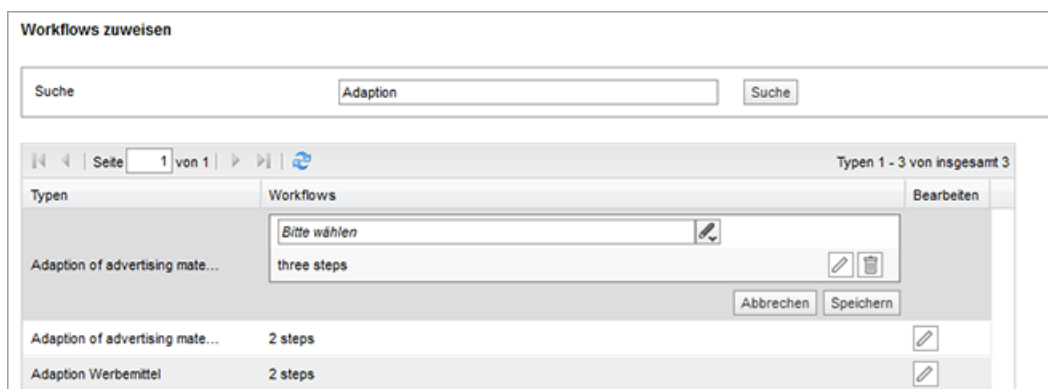 Workflows zuweisen
Suche Adaption Suche
Seite 1 von 1 Typen 1 - 3 von insgesamt 3
Typen Workflows Bearbeiten
Bitte wählen
Adaption of advertising mate... three steps
Abbrechen Speichern
Adaption of advertising mate... 2 steps
Adaption Werbemittel 2 steps